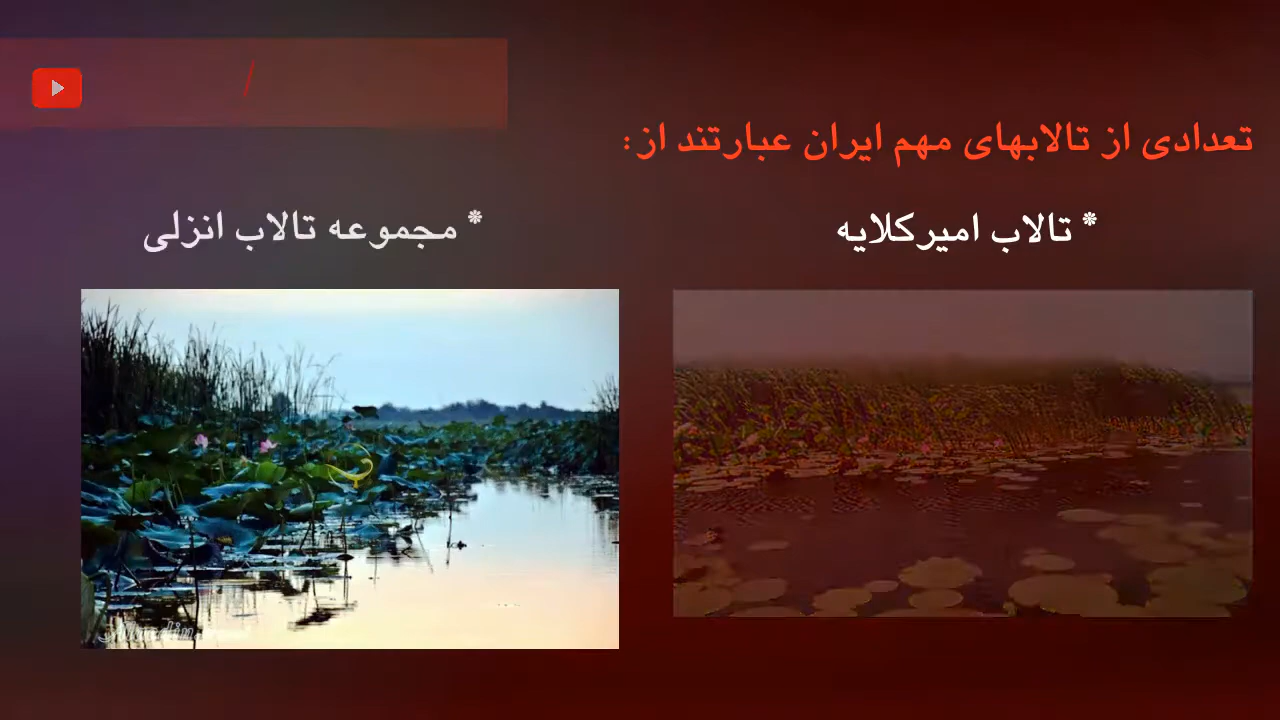 تعدادی از تالابهای مهم ایران عبارتند از:
* تالاب امیرکلایه
* مجموعه تالاب انزلی